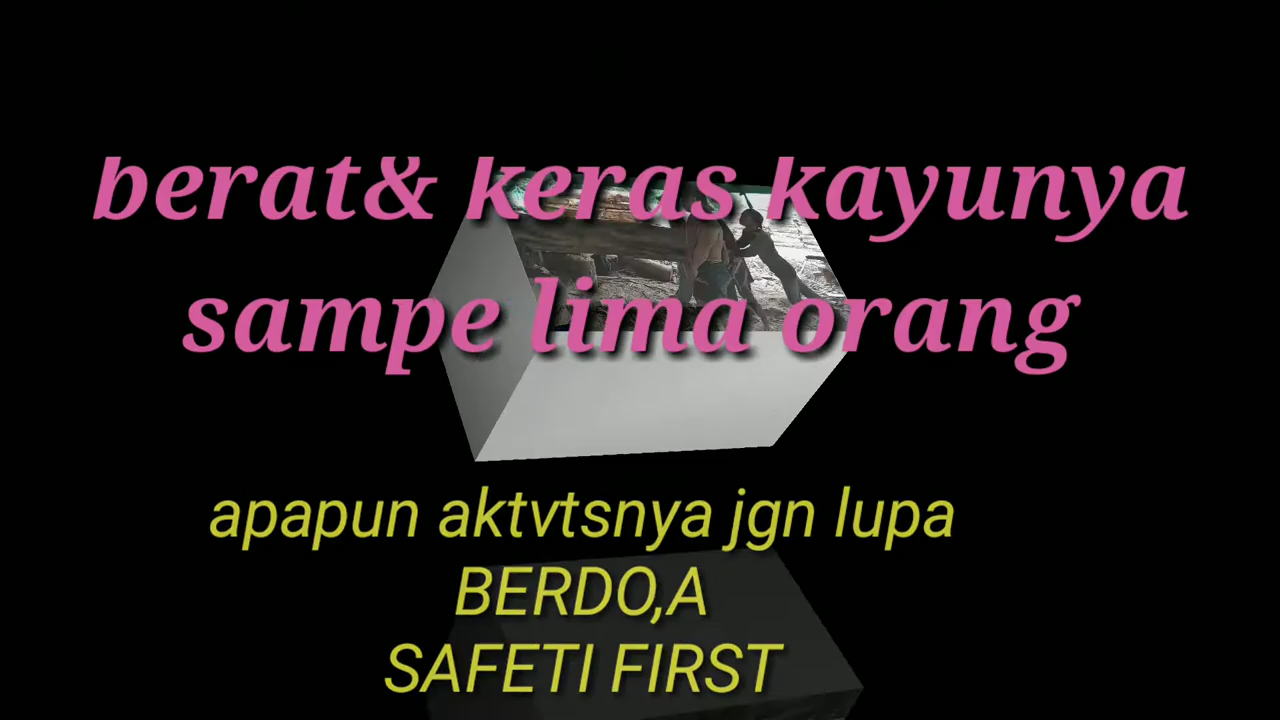 berat& keras kayunya
sampe lima orang
apapun aktvtsnya jgn lupa
BERDO,A
SAFETI FIRST